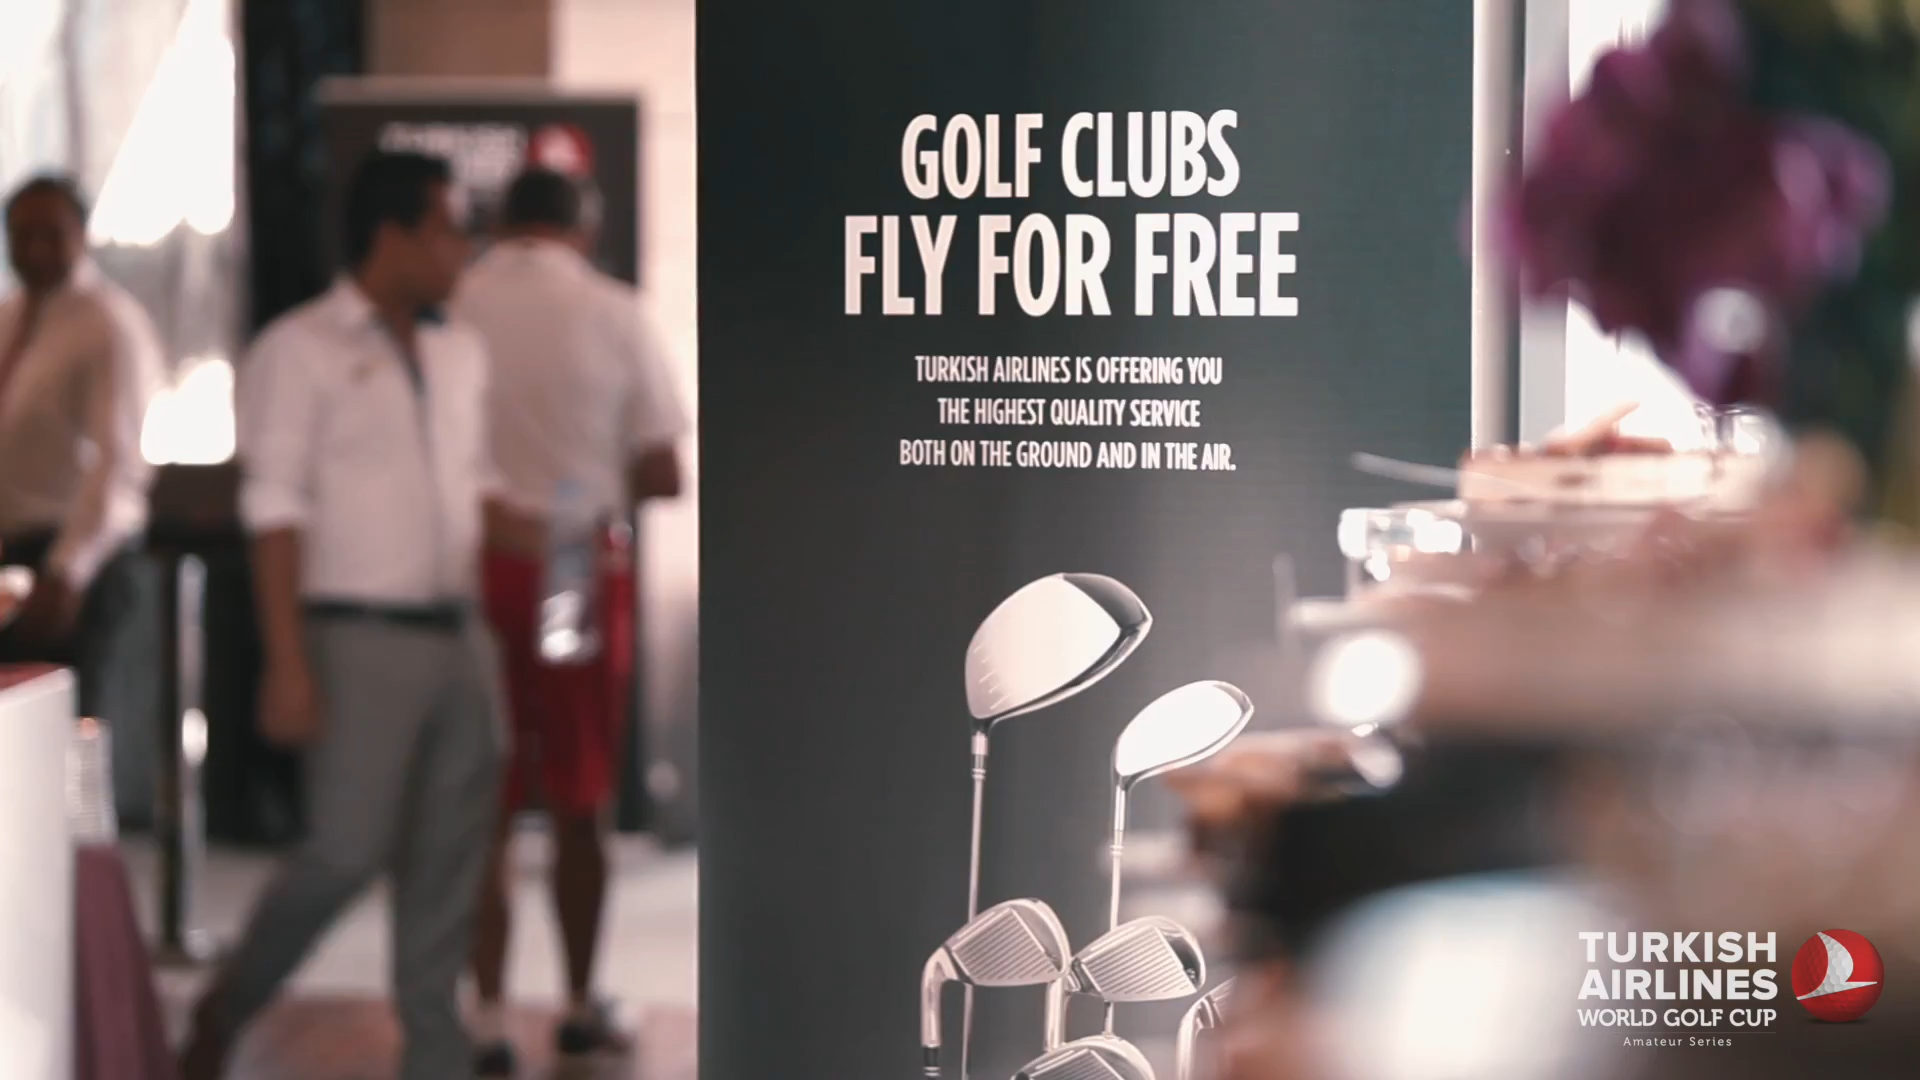 GOLF CLUBS
FLY FOR FREE
TURKISH AIRLINES IS OFFERING YOU
THE HIGHEST QUALITY SERVICE
BOTH ON THE GROUND AND IN THE AIR.
TURKISH
AIRLINES
WORLD GOLF CUP
Amateur Series